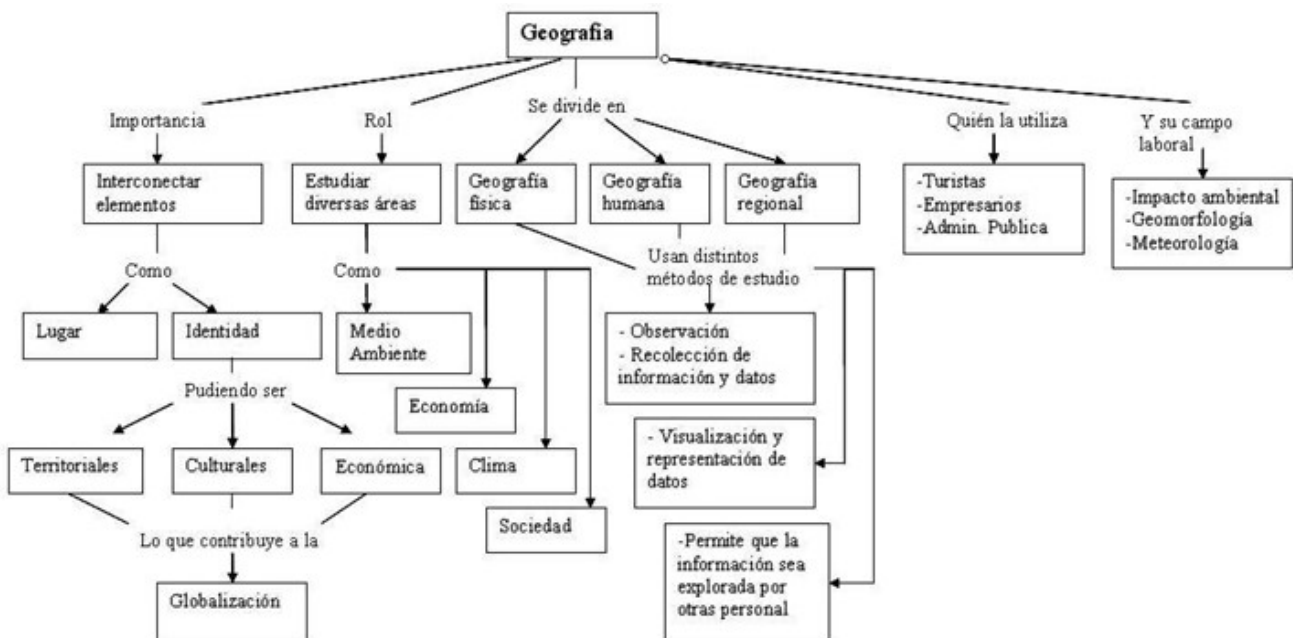 Geografia
Importancia
Rol
Se divide en
Quién la utiliza
Y su campo
laboral
Interconectar
elementos
Estudiar
diversas áreas
Geografía
física
Geografía
humana
Geografía
regional
-Turistas
-Empresarios
-Admin. Publica
-Impacto ambiental
-Geomorfología
-Meteorología
Como
Como
Usan distintos
métodos de estudio
Lugar
Identidad
Medio
Ambiente
- Observación
- Recolección de
información y datos
Pudiendo ser
Economía
Territoriales
Culturales
Económica
Clima
- Visualización y
representación de
datos
Sociedad
Lo que contribuye a la
-Permite que la
información sea
explorada por
otras personal
Globalización